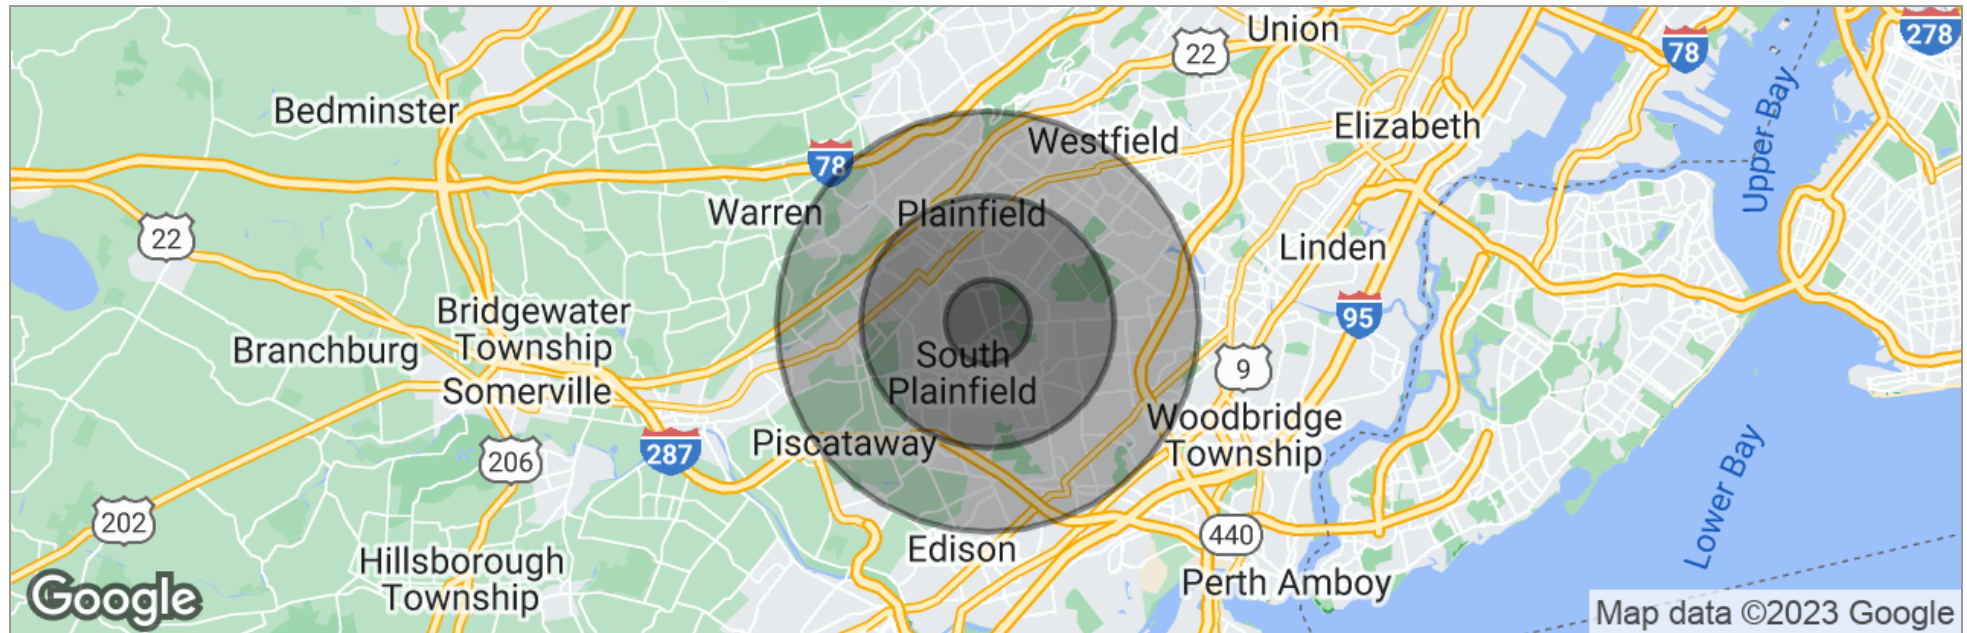 Union
22
78
278
Bedminster
Westfield
Elizabeth
Upper Bay
78
Warren
Plainfield
22
Linden
Bridgewater
Township
95
Branchburg
South
Plainfield
9
Somerville
Woodbridge
Township
Piscataway
287
206
Lower Bay
202
440
Edison
Hillsborough
Township
Perth Amboy
Google
Map data ©2023 Google